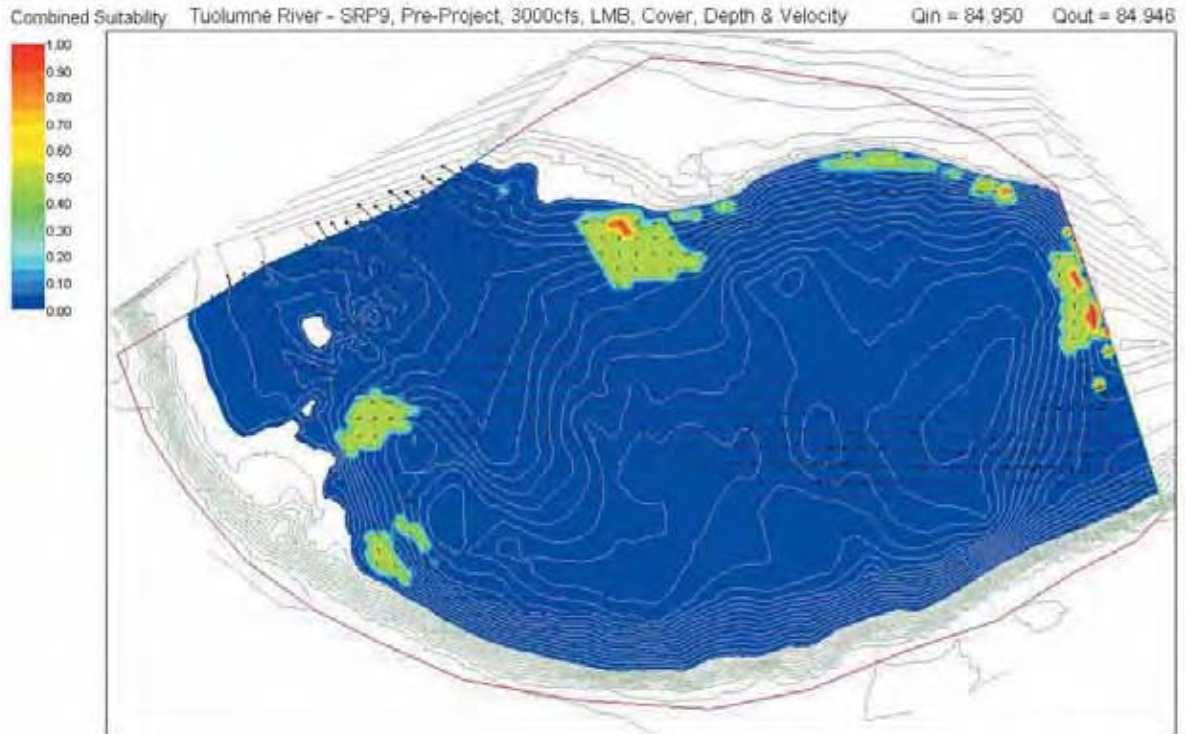 Combined Suitability
Tuolumne River - SRP9, Pre-Project, 3000cfs, LMB, Cover, Depth & Velocity
Qin = 84.950
Qout = 84.946
1.00
0.90
0.80
0.70
0.60
0.50
0.40
0.30
0.20
0.10
0.00